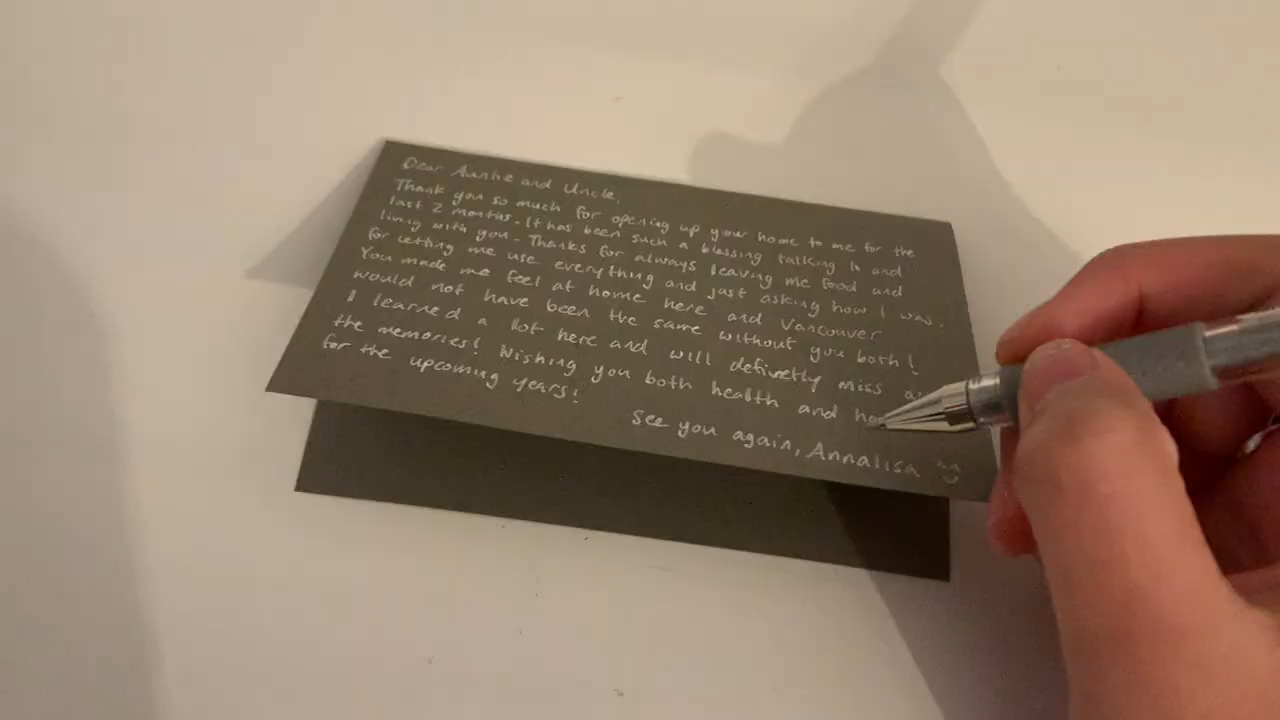 Dear Auntie and Uncle,
Thank you so much for opening up your home to me for the
last 2 months. It has been such a blessing talking to and
living with you. Thanks for always leaving me food and
for letting me use everything and just asking how I was.
You made me feel at home here and Vancouver
would not have been the same without you both!
I learned a lot here and will definetly miss
the memories! Wishing you both health and
for the upcoming years!
See you again, Annalisa